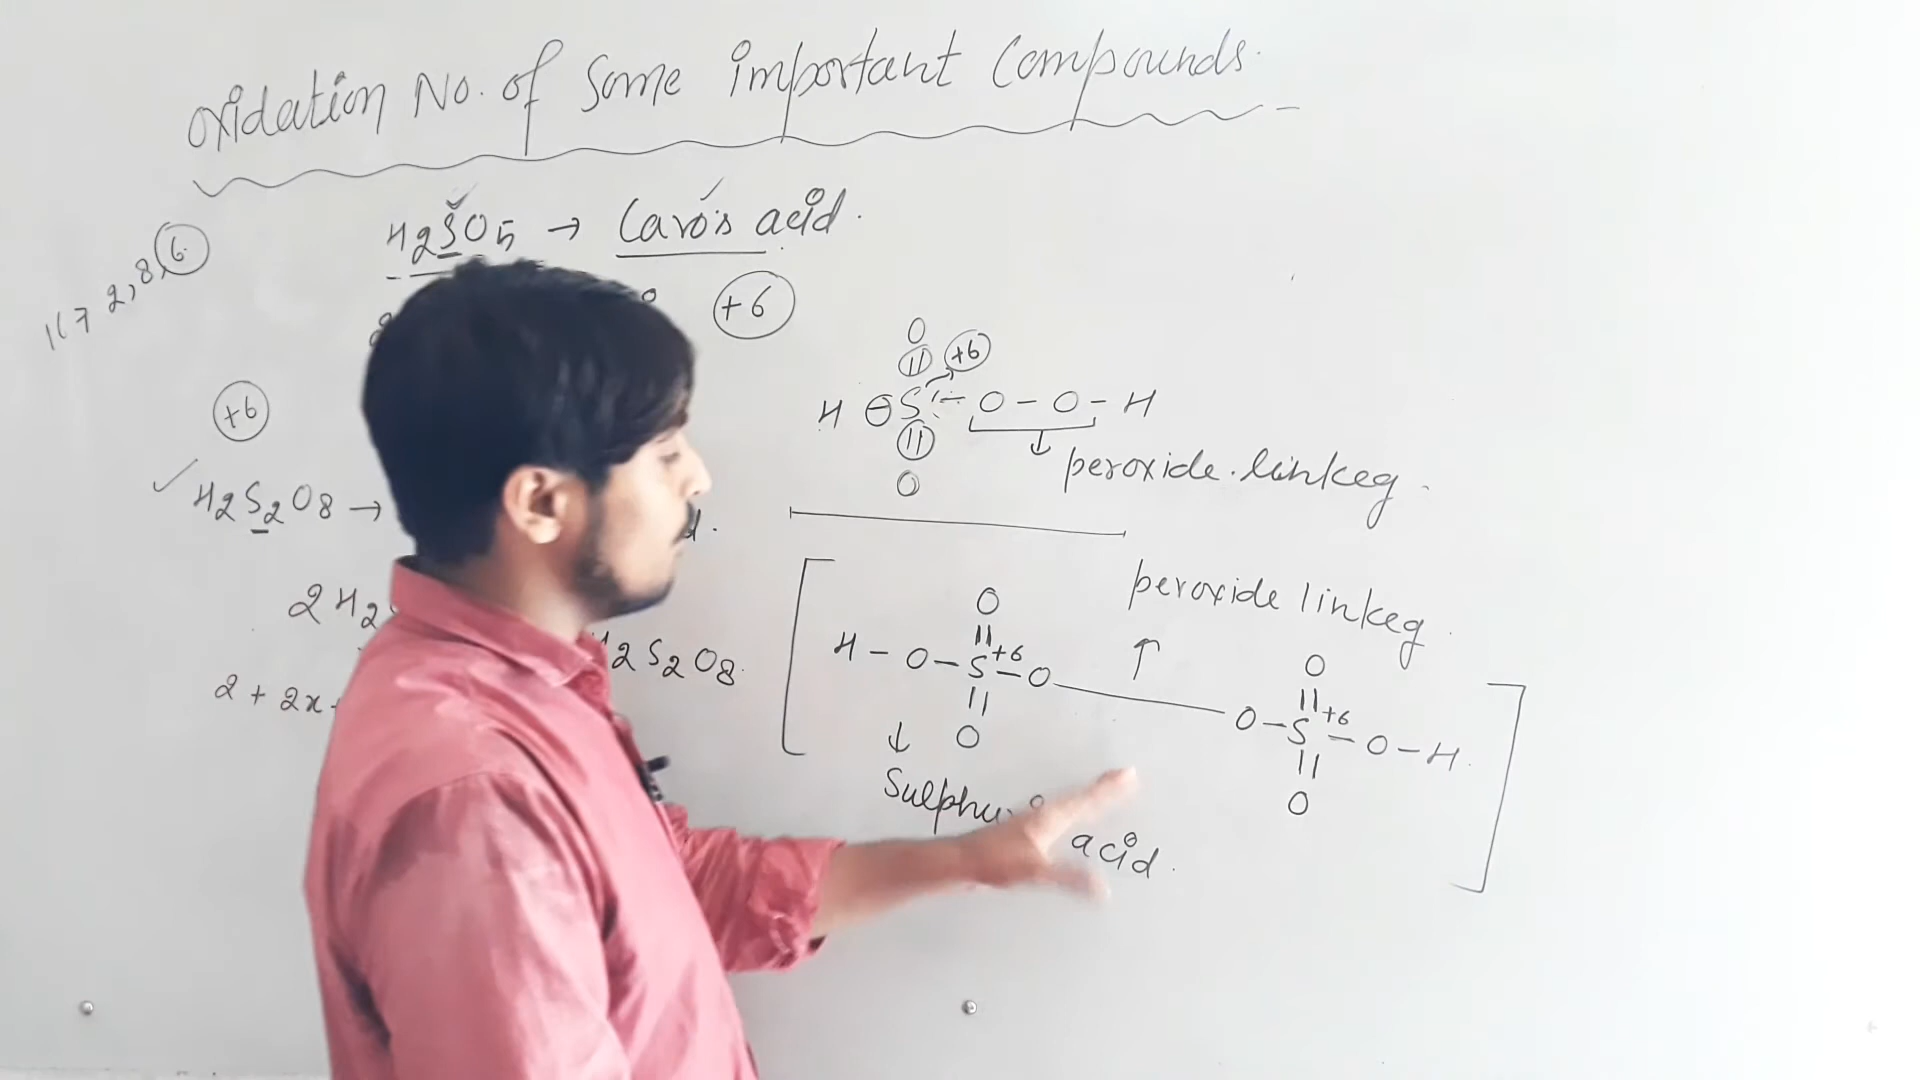 Oxidation No. of Some important Compounds.
H2SO5 → Caro's acid.
1(7 2,8,6
+6
O
|| +6
H S - O - O - H
||
O
peroxide.linkeg.
+6
H2S2O8 →
peroxide linkeg.
↑
O
|| +6
H - O - S - O
||
O
O
|| +6
O - S - O - H.
||
O
2H2
H2S2O8.
2 + 2x
↓
acid.